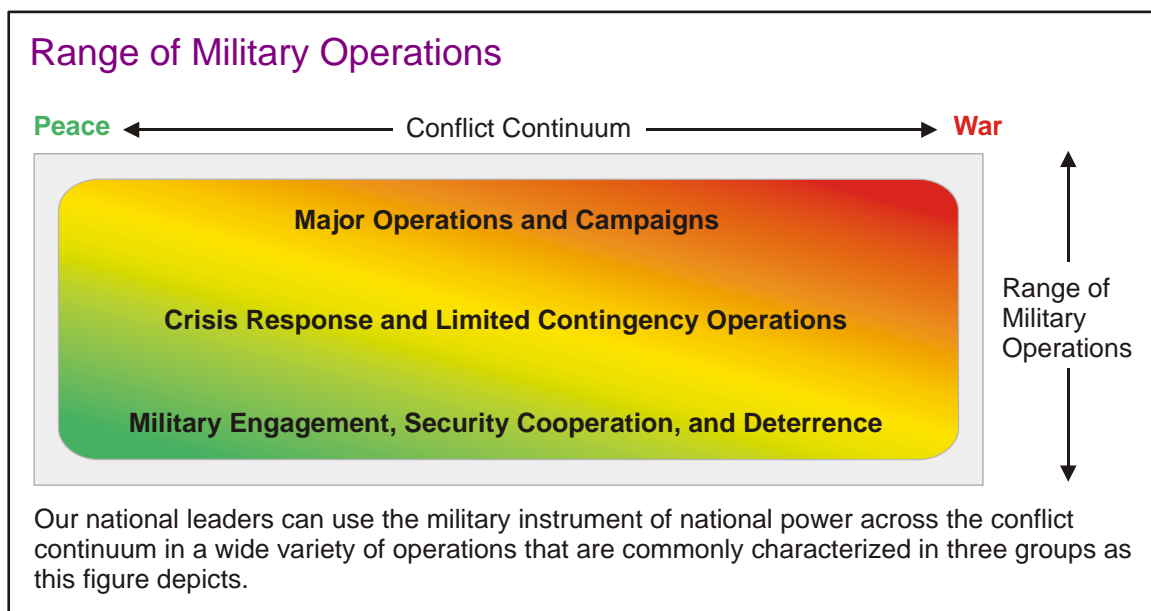 Range of Military Operations
Peace
Conflict Continuum
War
Major Operations and Campaigns
Crisis Response and Limited Contingency Operations
Military Engagement, Security Cooperation, and Deterrence
Range of
Military
Operations
Our national leaders can use the military instrument of national power across the conflict
continuum in a wide variety of operations that are commonly characterized in three groups as
this figure depicts.